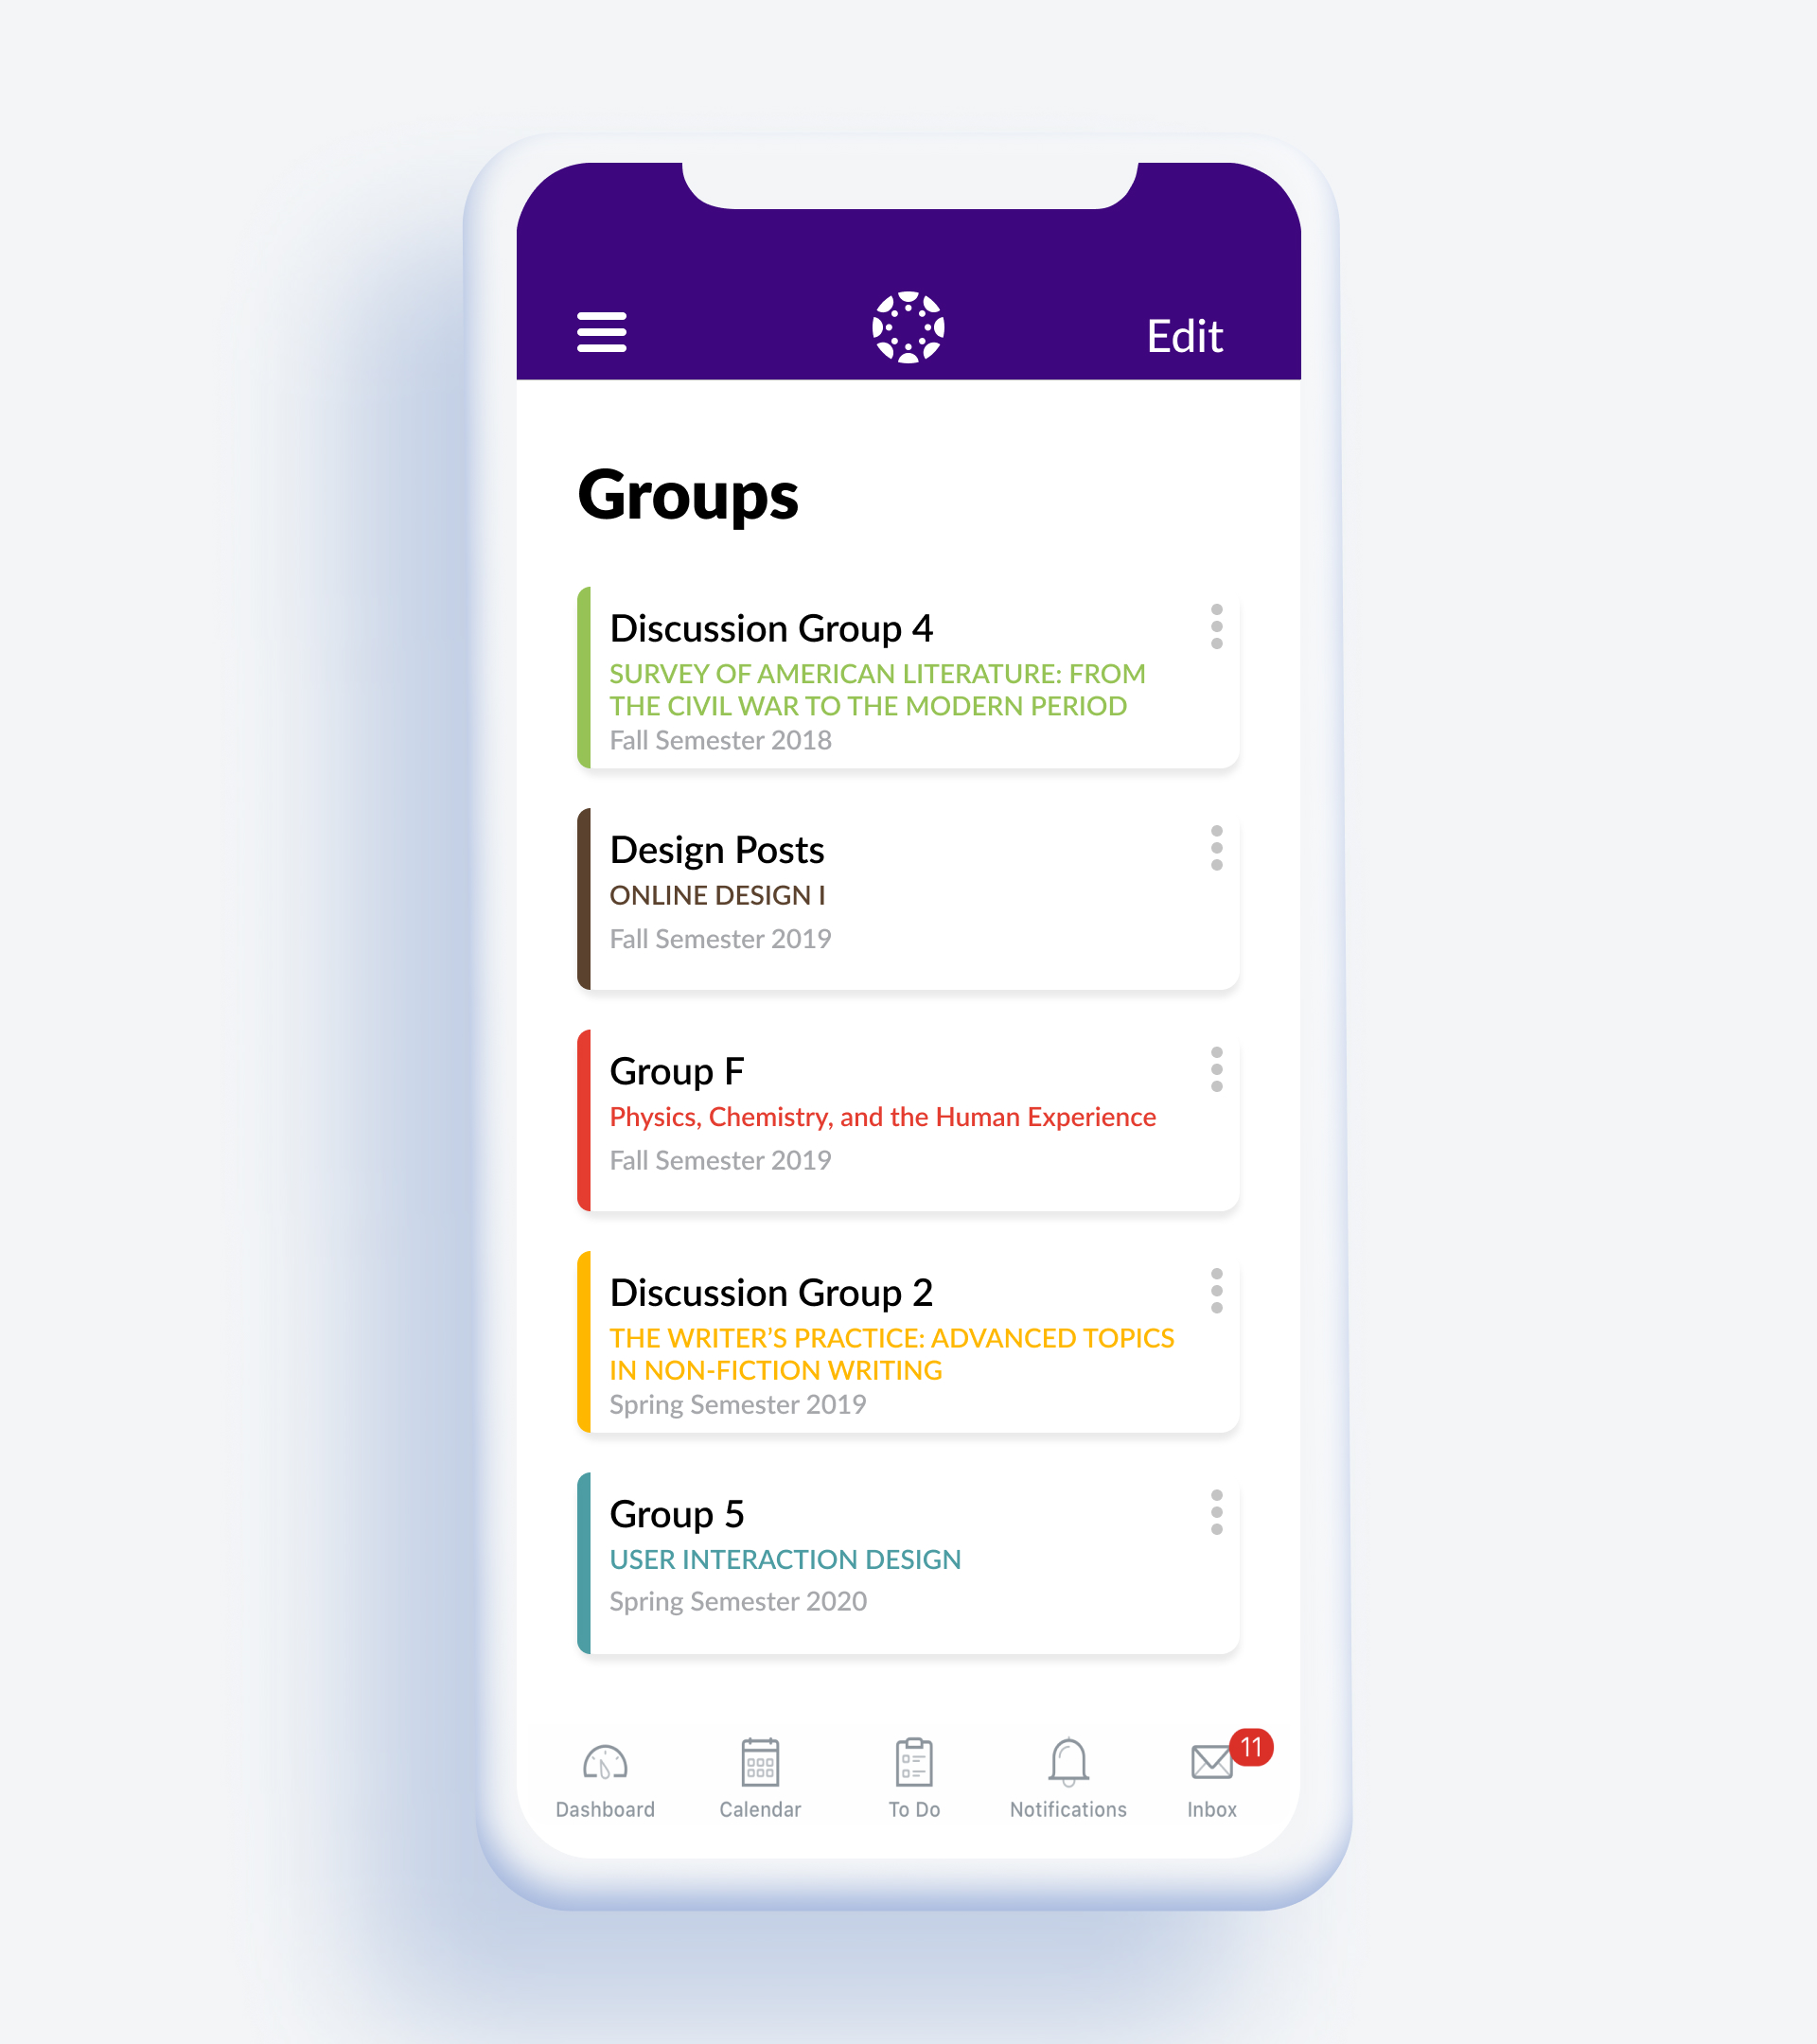 Edit
Groups
Discussion Group 4
SURVEY OF AMERICAN LITERATURE: FROM
THE CIVIL WAR TO THE MODERN PERIOD
Fall Semester 2018
Design Posts
ONLINE DESIGN I
Fall Semester 2019
Group F
Physics, Chemistry, and the Human Experience
Fall Semester 2019
Discussion Group 2
THE WRITER’S PRACTICE: ADVANCED TOPICS
IN NON-FICTION WRITING
Spring Semester 2019
Group 5
USER INTERACTION DESIGN
Spring Semester 2020
11
Dashboard
Calendar
To Do
Notifications
Inbox